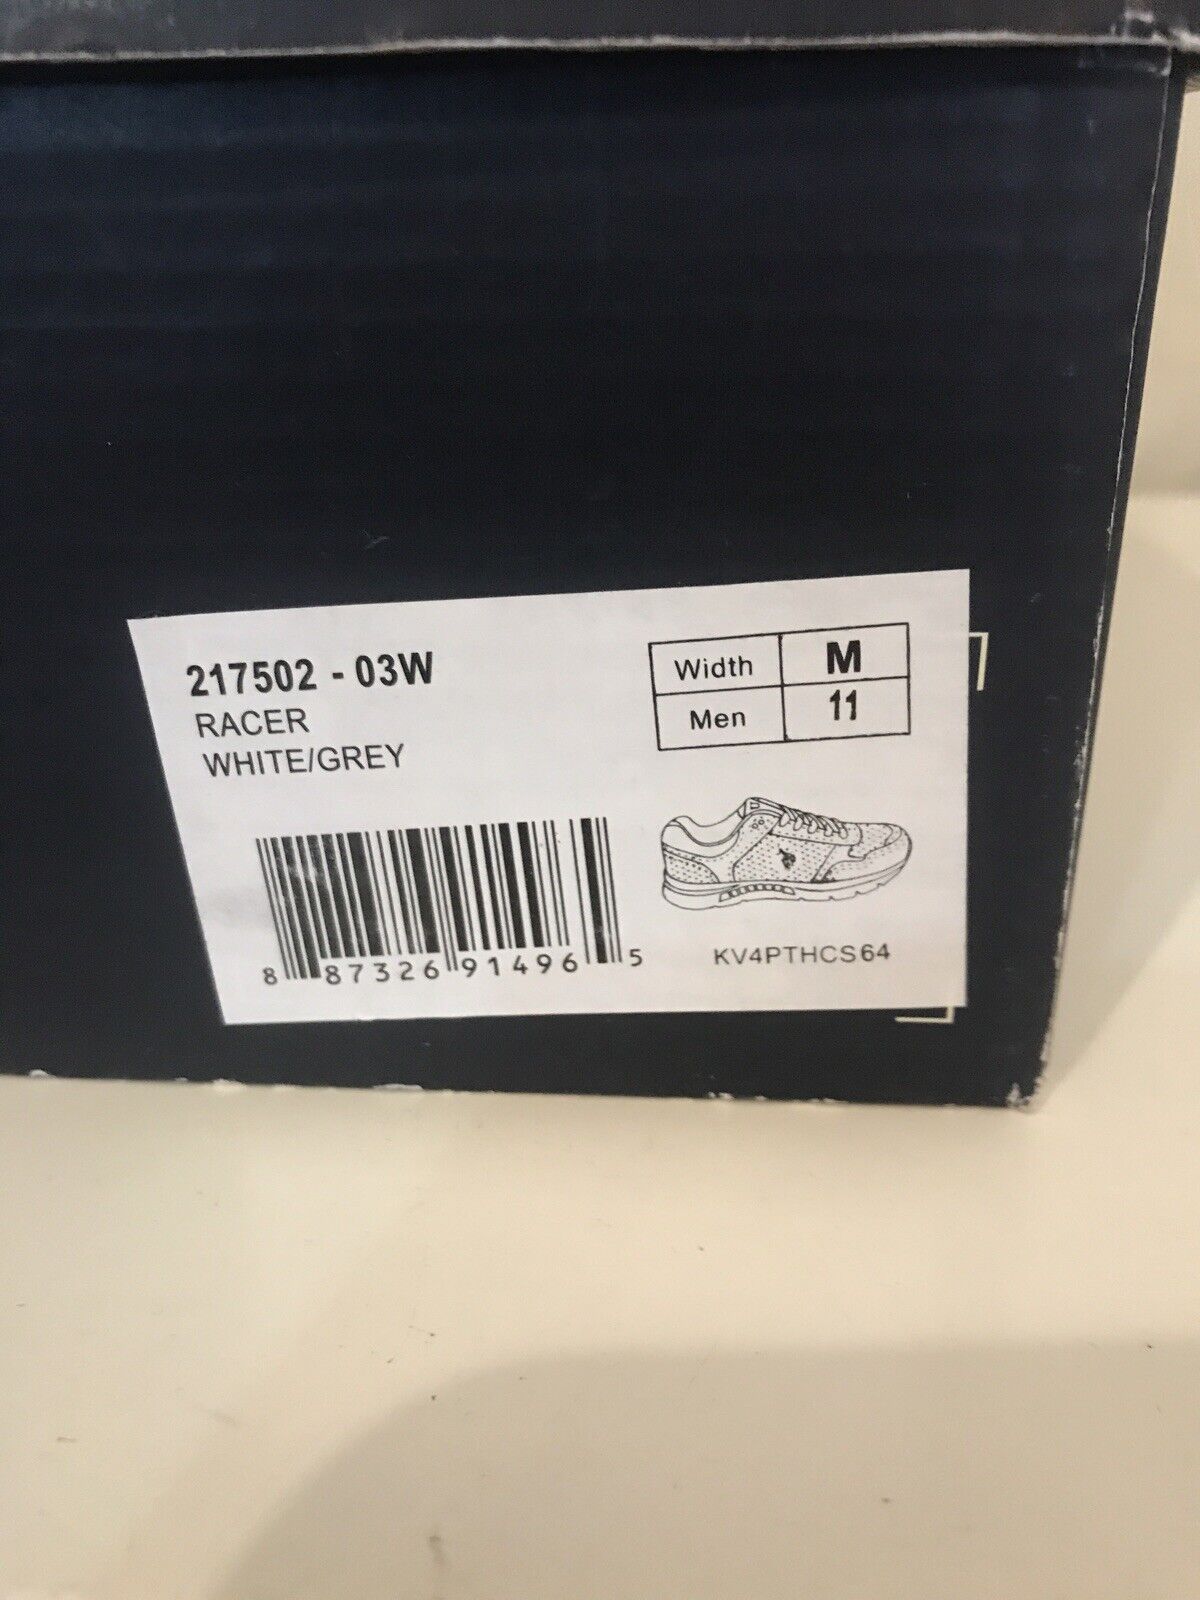 217502 - 03W
RACER
WHITE/GREY
Width M
Men 11
8 87326 91496 5
KV4PTHCS64